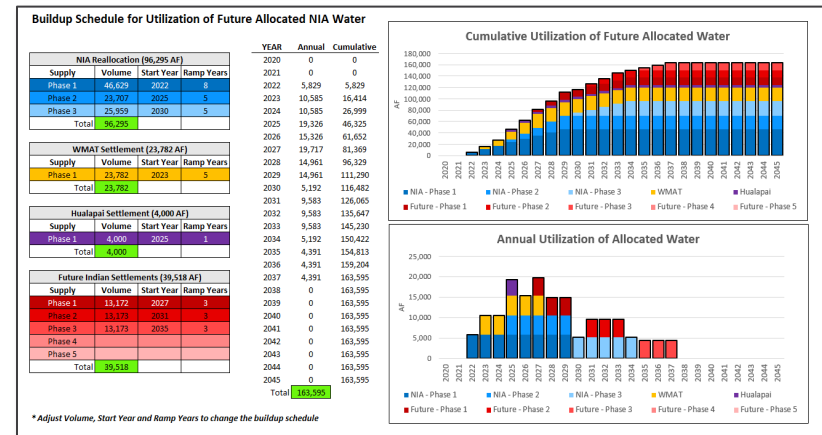 Buildup Schedule for Utilization of Future Allocated NIA Water
NIA Reallocation (96,295 AF)
Supply Volume Start Year Ramp Years
Phase 1 46,629 2022 8
Phase 2 23,707 2025 5
Phase 3 25,959 2030 5
Total 96,295
WMAT Settlement (23,782 AF)
Supply Volume Start Year Ramp Years
Phase 1 23,782 2023 5
Total 23,782
Hualapai Settlement (4,000 AF)
Supply Volume Start Year Ramp Years
Phase 1 4,000 2025 1
Total 4,000
Future Indian Settlements (39,518 AF)
Supply Volume Start Year Ramp Years
Phase 1 13,172 2027 3
Phase 2 13,173 2031 3
Phase 3 13,173 2035 3
Phase 4
Phase 5
Total 39,518
* Adjust Volume, Start Year and Ramp Years to change the buildup schedule
YEAR Annual Cumulative
2020 0 0
2021 0 0
2022 5,829 5,829
2023 10,585 16,414
2024 10,585 26,999
2025 19,326 46,325
2026 15,326 61,652
2027 19,717 81,369
2028 14,961 96,329
2029 14,961 111,290
2030 5,192 116,482
2031 9,583 126,065
2032 9,583 135,647
2033 9,583 145,230
2034 5,192 150,422
2035 4,391 154,813
2036 4,391 159,204
2037 4,391 163,595
2038 0 163,595
2039 0 163,595
2040 0 163,595
2041 0 163,595
2042 0 163,595
2043 0 163,595
2044 0 163,595
2045 0 163,595
Total 163,595
Cumulative Utilization of Future Allocated Water
180,000
160,000
140,000
120,000
100,000
80,000
60,000
40,000
20,000
0
AF
2020 2021 2022 2023 2024 2025 2026 2027 2028 2029 2030 2031 2032 2033 2034 2035 2036 2037 2038 2039 2040 2041 2042 2043 2044 2045
NIA - Phase 1 NIA - Phase 2 NIA - Phase 3 WMAT Hualapai
Future - Phase 1 Future - Phase 2 Future - Phase 3 Future - Phase 4 Future - Phase 5
Annual Utilization of Allocated Water
25,000
20,000
15,000
10,000
5,000
0
AF
2020 2021 2022 2023 2024 2025 2026 2027 2028 2029 2030 2031 2032 2033 2034 2035 2036 2037 2038 2039 2040 2041 2042 2043 2044 2045
NIA - Phase 1 NIA - Phase 2 NIA - Phase 3 WMAT Hualapai
Future - Phase 1 Future - Phase 2 Future - Phase 3 Future - Phase 4 Future - Phase 5